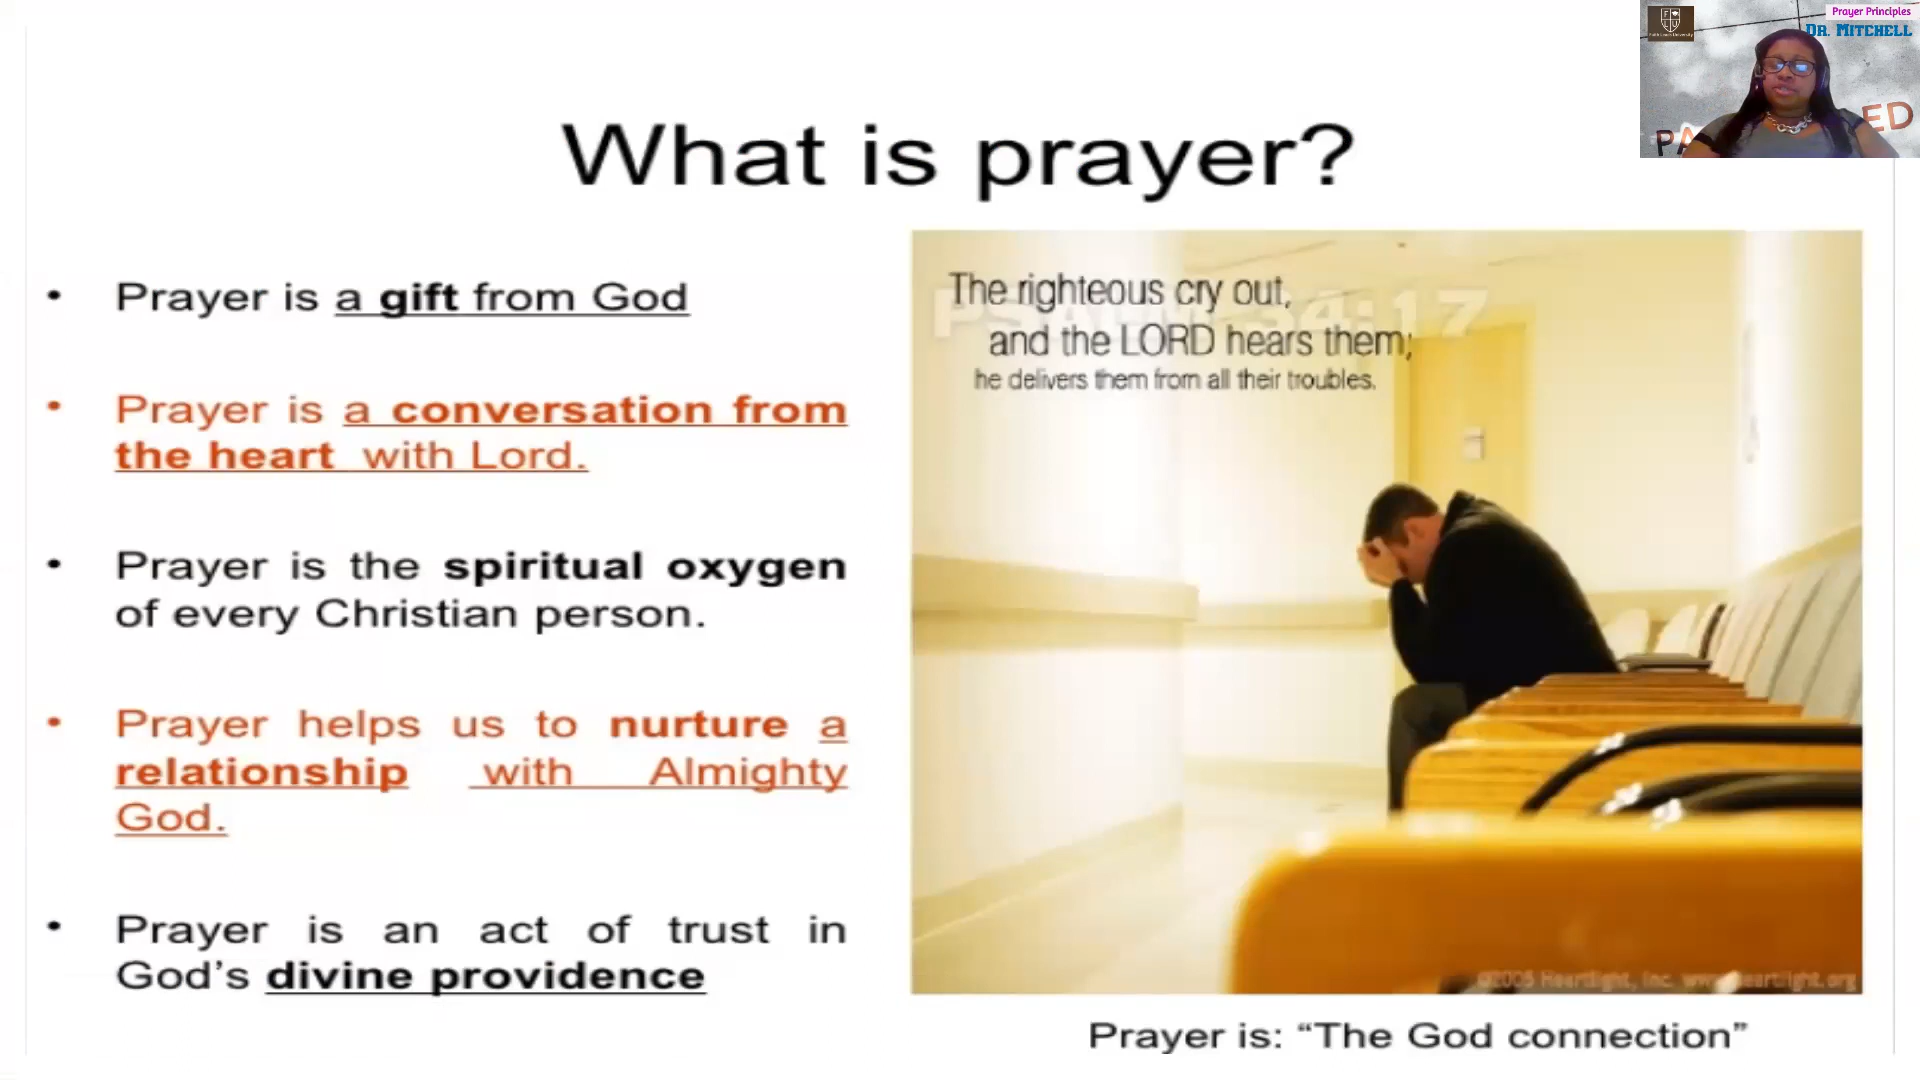 Prayer Principles
DR. MITCHELL
What is prayer?
• Prayer is a gift from God
• Prayer is a conversation from
the heart with Lord.
• Prayer is the spiritual oxygen
of every Christian person.
• Prayer helps us to nurture a
relationship with Almighty
God.
• Prayer is an act of trust in
God’s divine providence
PSALM 34:17
The righteous cry out,
and the LORD hears them;
he delivers them from all their troubles.
©2005 Heartlight, Inc. www.heartlight.org
Prayer is: “The God connection”